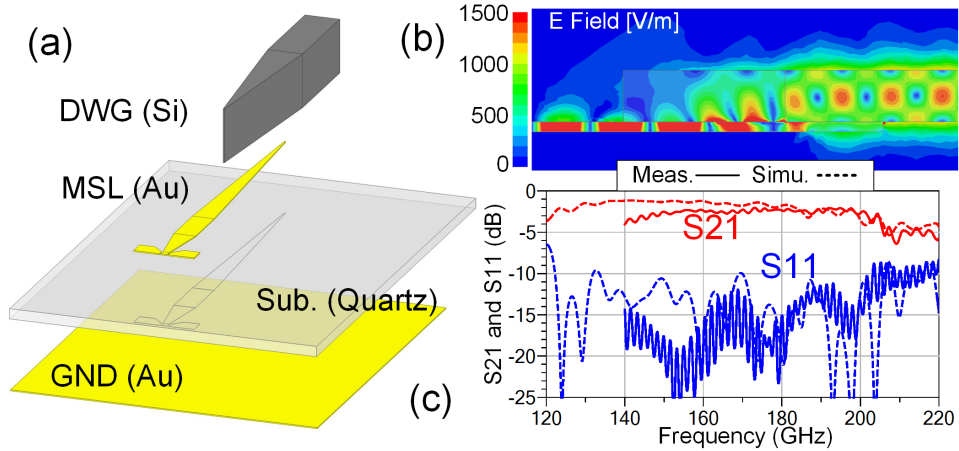 (a)
DWG (Si)
MSL (Au)
Sub. (Quartz)
GND (Au)
(b)
E Field [V/m]
1500
1000
500
0
(c)
Meas. Simu.
S21
S11
S21 and S11 (dB)
0
-5
-10
-15
-20
-25
120 140 160 180 200 220
Frequency (GHz)